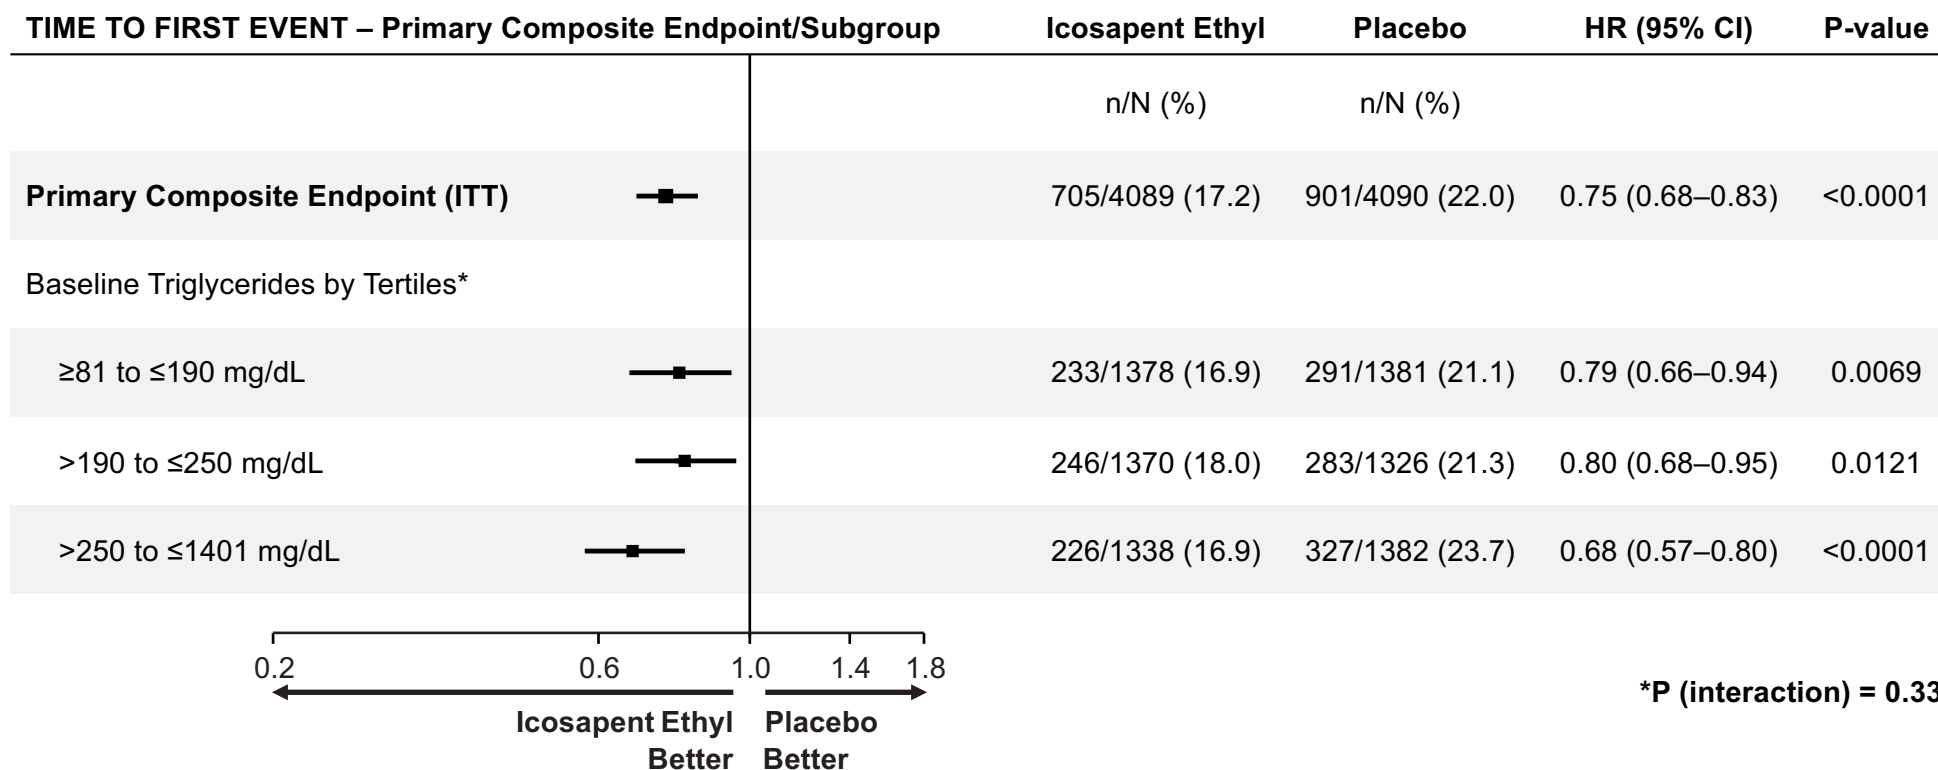 TIME TO FIRST EVENT – Primary Composite Endpoint/Subgroup Icosapent Ethyl Placebo HR (95% CI) P-value
n/N (%) n/N (%)
Primary Composite Endpoint (ITT) 705/4089 (17.2) 901/4090 (22.0) 0.75 (0.68–0.83) <0.0001
Baseline Triglycerides by Tertiles*
≥81 to ≤190 mg/dL 233/1378 (16.9) 291/1381 (21.1) 0.79 (0.66–0.94) 0.0069
>190 to ≤250 mg/dL 246/1370 (18.0) 283/1326 (21.3) 0.80 (0.68–0.95) 0.0121
>250 to ≤1401 mg/dL 226/1338 (16.9) 327/1382 (23.7) 0.68 (0.57–0.80) <0.0001
0.2 0.6 1.0 1.4 1.8
*P (interaction) = 0.33
Icosapent Ethyl Placebo
Better Better